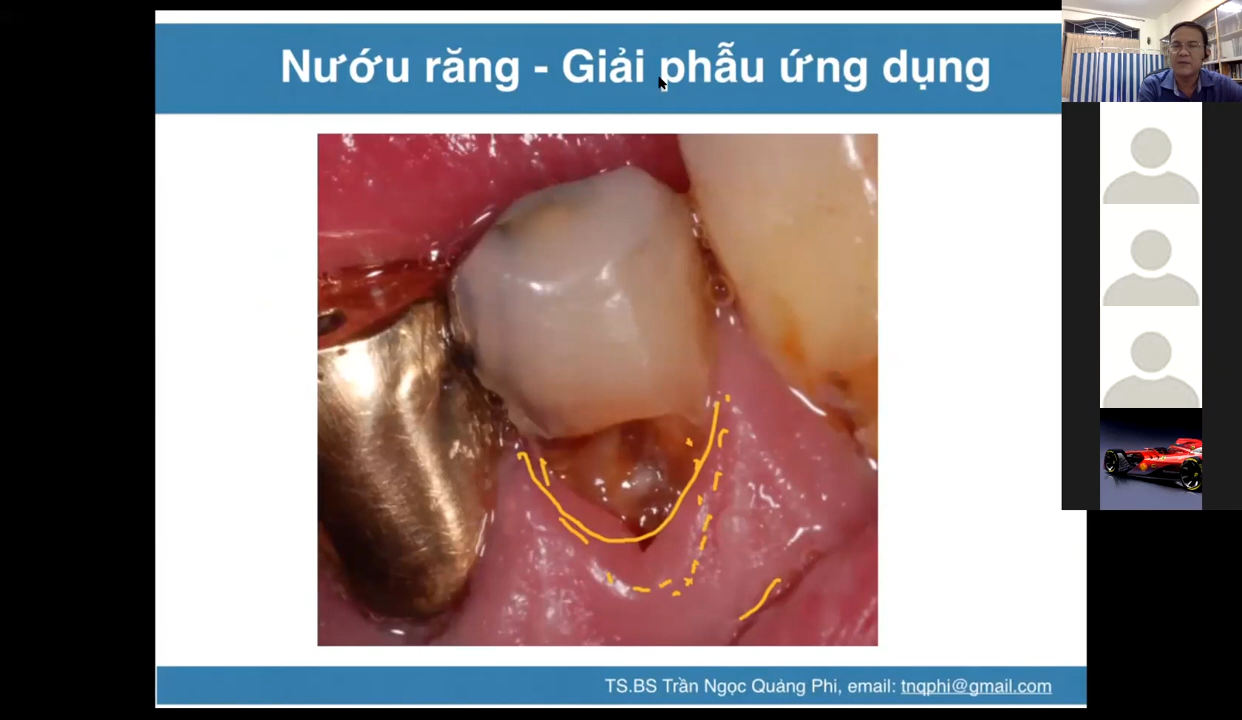 Nướu răng - Giải phẫu ứng dụng
TS.BS Trần Ngọc Quảng Phi, email: tnqphi@gmail.com